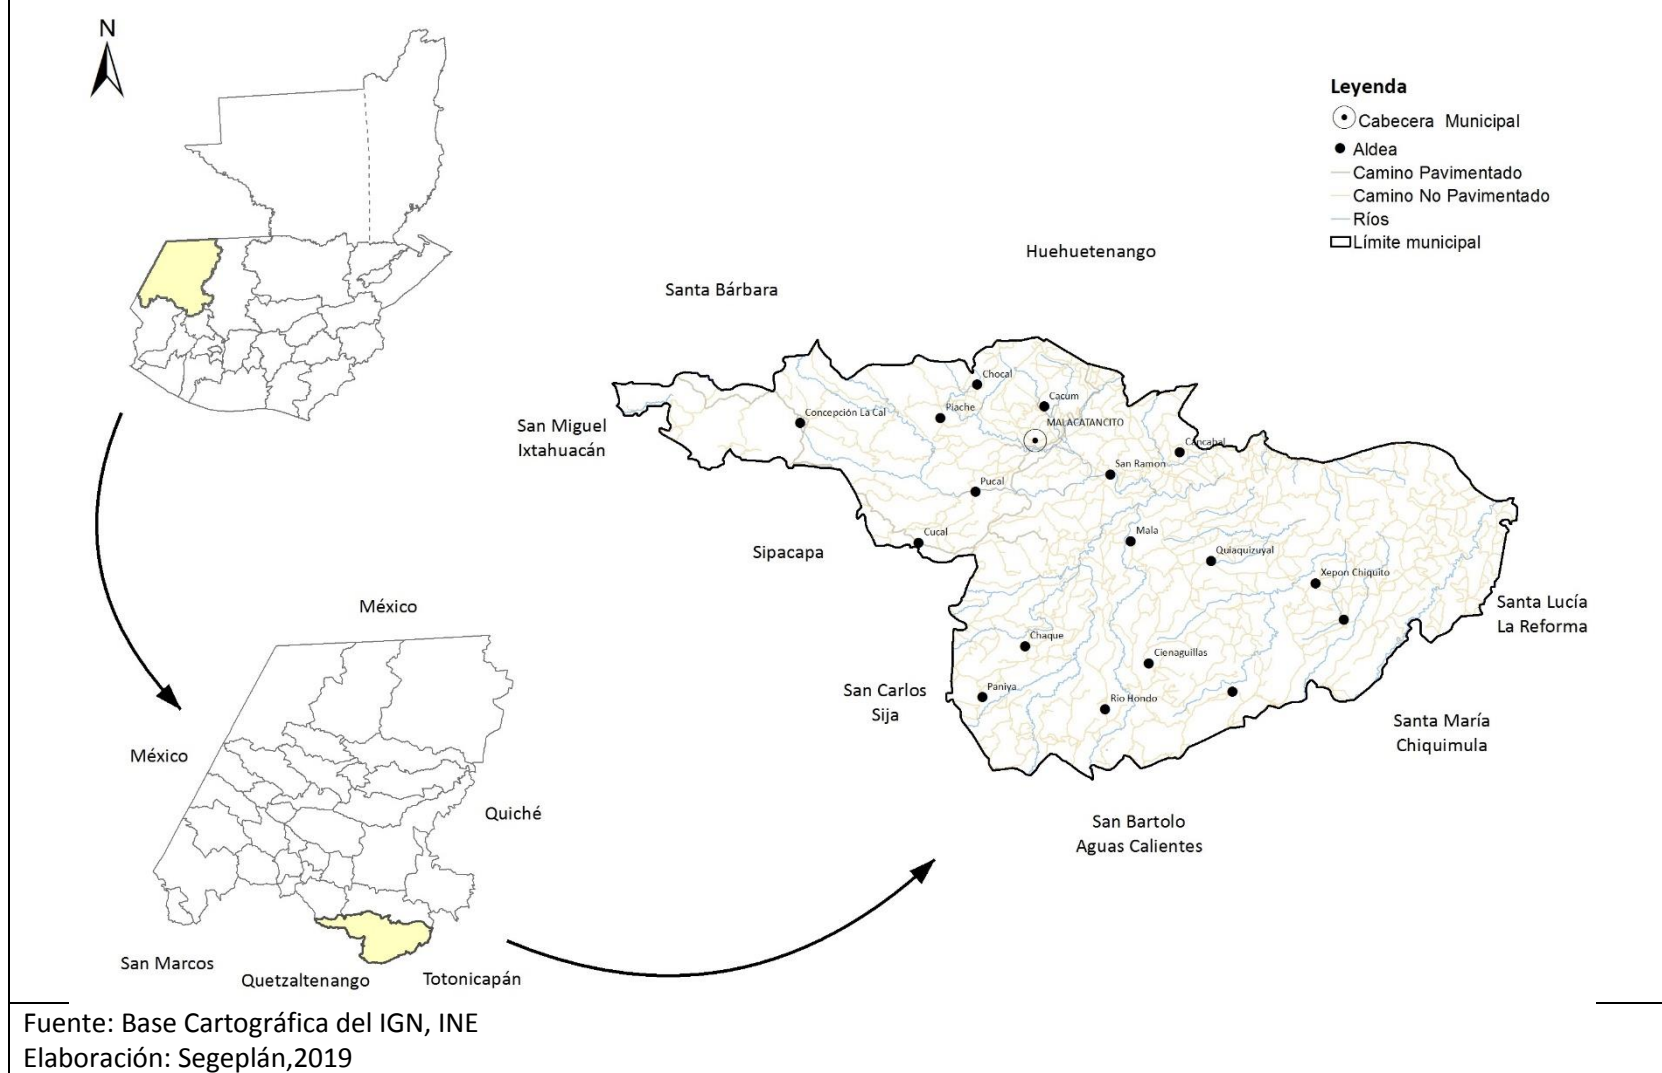 N
Leyenda
Cabecera Municipal
Aldea
Camino Pavimentado
Camino No Pavimentado
Ríos
Límite municipal
Huehuetenango
Santa Bárbara
San Miguel
Ixtahuacán
Sipacapa
San Carlos
Sija
San Bartolo
Aguas Calientes
Santa María
Chiquimula
Santa Lucía
La Reforma
Chocal
Cacum
Concepción La Cal
Piache
MALACATANCITO
Cancabal
San Ramon
Pucal
Cucal
Mala
Quiaquizuyal
Xepon Chiquito
Chaque
Cienaguillas
Paniya
Rio Hondo
México
México
Quiché
San Marcos
Quetzaltenango
Totonicapán
Fuente: Base Cartográfica del IGN, INE
Elaboración: Segeplán,2019